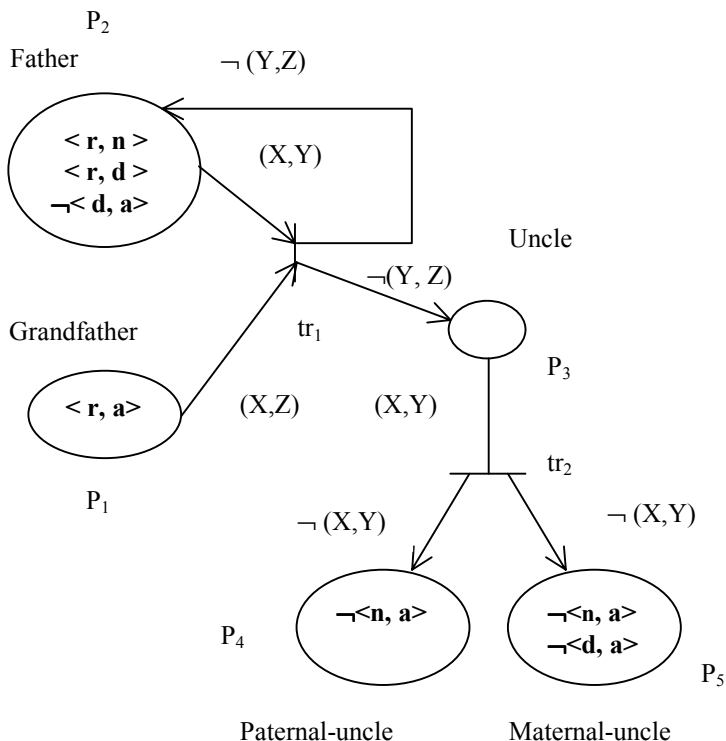 P₂
Father
¬ (Y,Z)
< r, n >
< r, d >
¬< d, a>
(X,Y)
Uncle
¬(Y, Z)
Grandfather
tr₁
P₃
< r, a>
(X,Z)
(X,Y)
tr₂
P₁
¬ (X,Y)
¬ (X,Y)
¬<n, a>
¬<n, a>
¬<d, a>
P₄
P₅
Paternal-uncle
Maternal-uncle